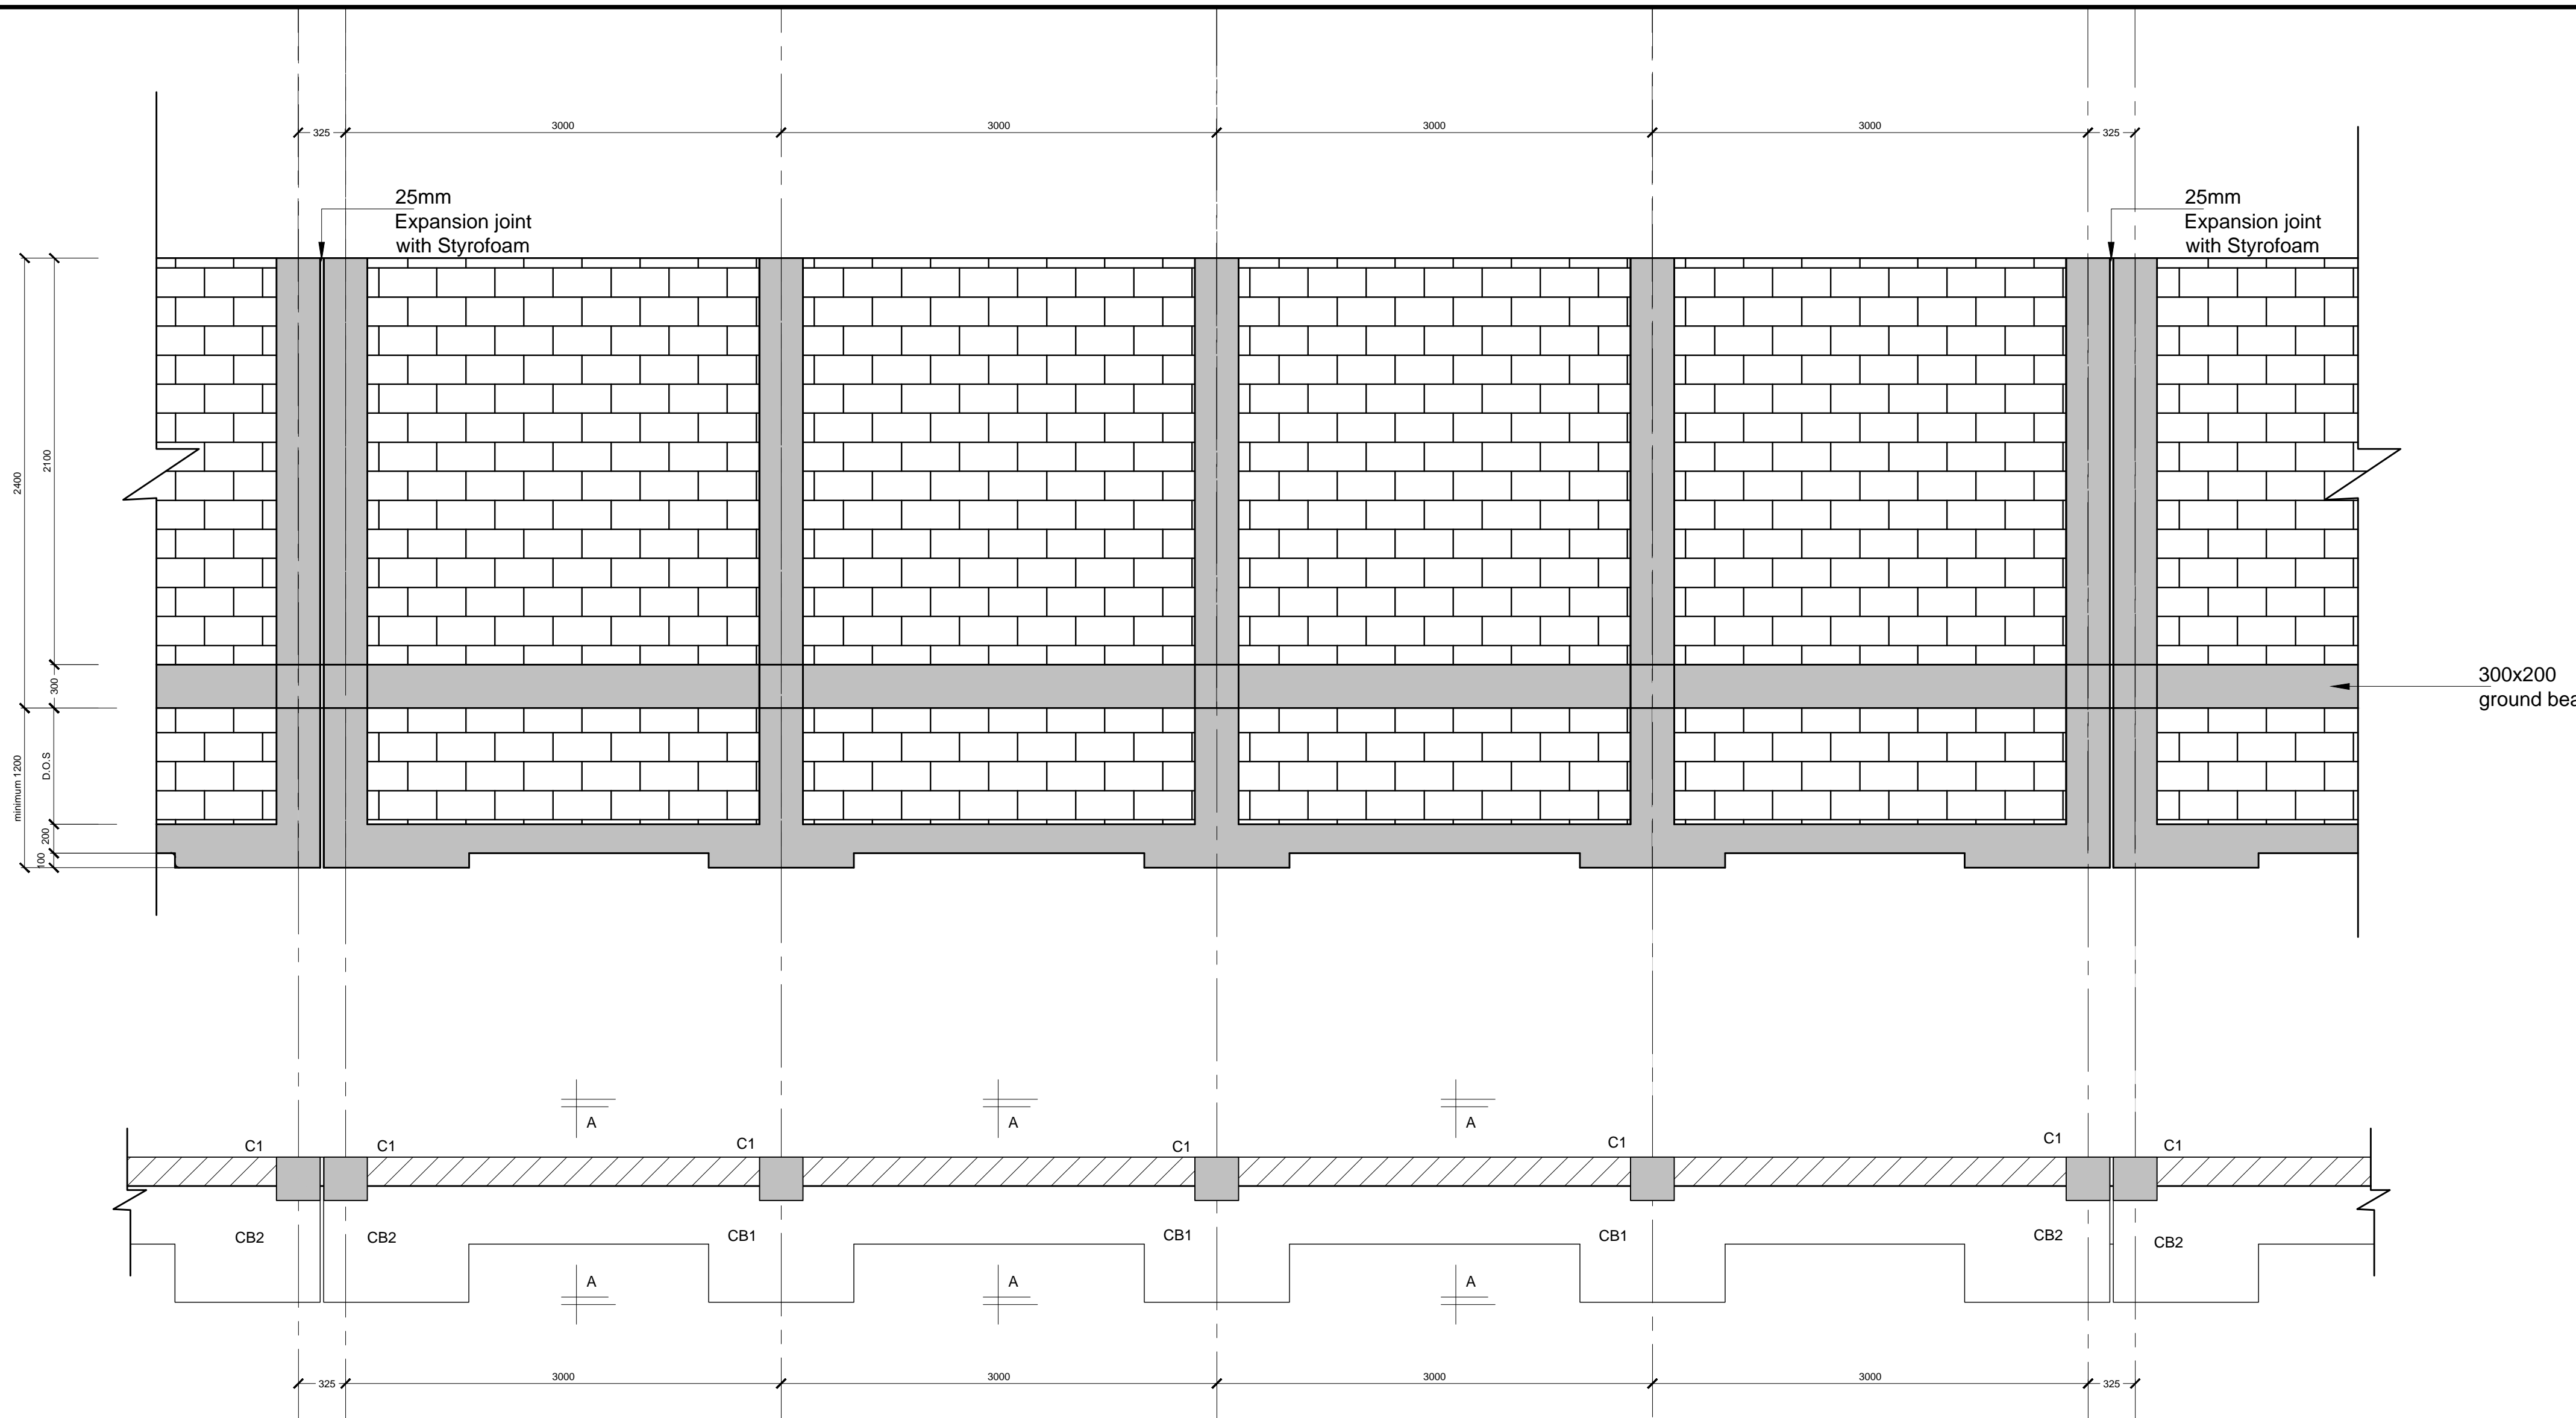 325
3000
3000
3000
3000
325
25mm
Expansion joint
with Styrofoam
25mm
Expansion joint
with Styrofoam
2400
2100
300
minimum 1200
D.O.S
200
100
300x200
ground bea
A
A
A
C1
C1
C1
C1
C1
C1
C1
CB2
CB2
CB1
CB1
CB1
CB2
CB2
A
A
A
325
3000
3000
3000
3000
325